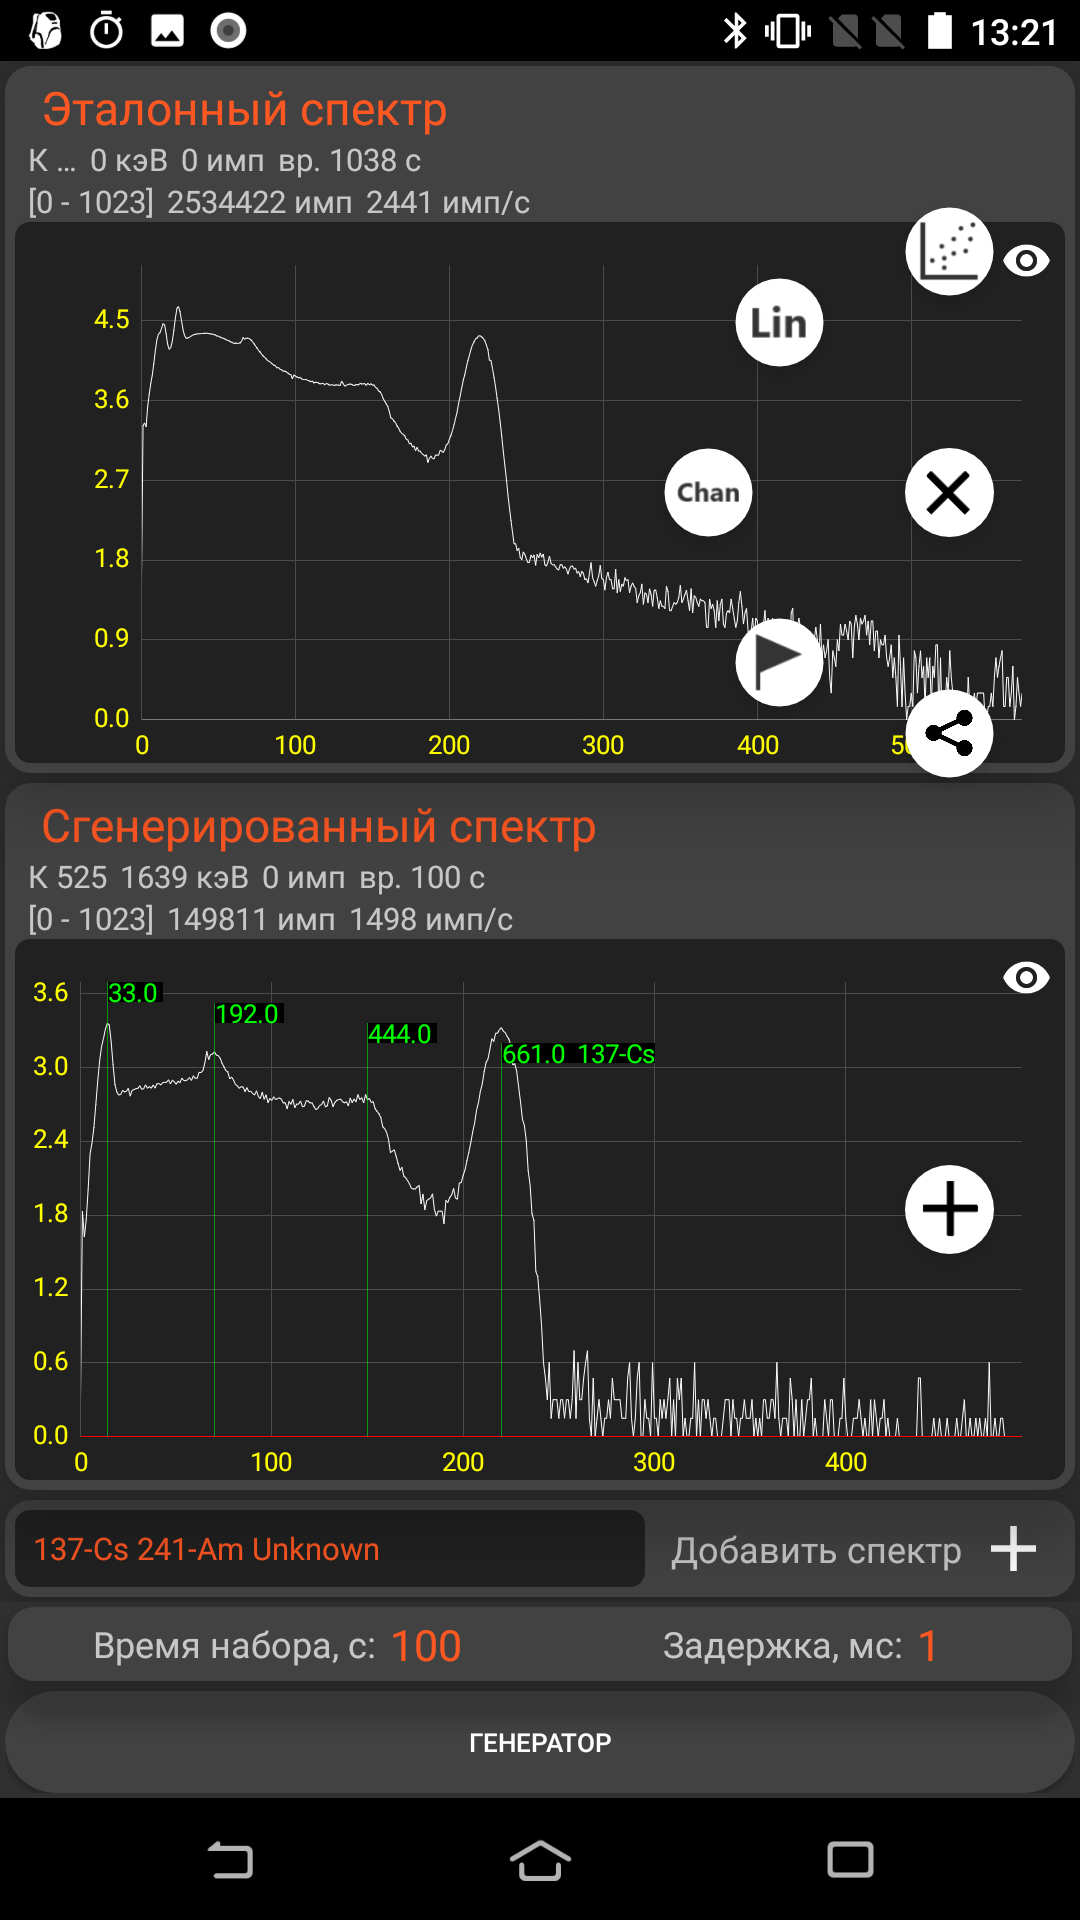 13:21
Эталонный спектр
К ... 0 кэВ 0 имп вр. 1038 с
[0 - 1023] 2534422 имп 2441 имп/с
4.5
3.6
2.7
1.8
0.9
0.0
0 100 200 300 400
Lin
Chan
Сгенерированный спектр
К 525 1639 кэВ 0 имп вр. 100 с
[0 - 1023] 149811 имп 1498 имп/с
3.6
3.0
2.4
1.8
1.2
0.6
0.0
33.0
192.0
444.0
661.0 137-Cs
0 100 200 300 400
137-Cs 241-Am Unknown
Добавить спектр
Время набора, с: 100
Задержка, мс: 1
ГЕНЕРАТОР